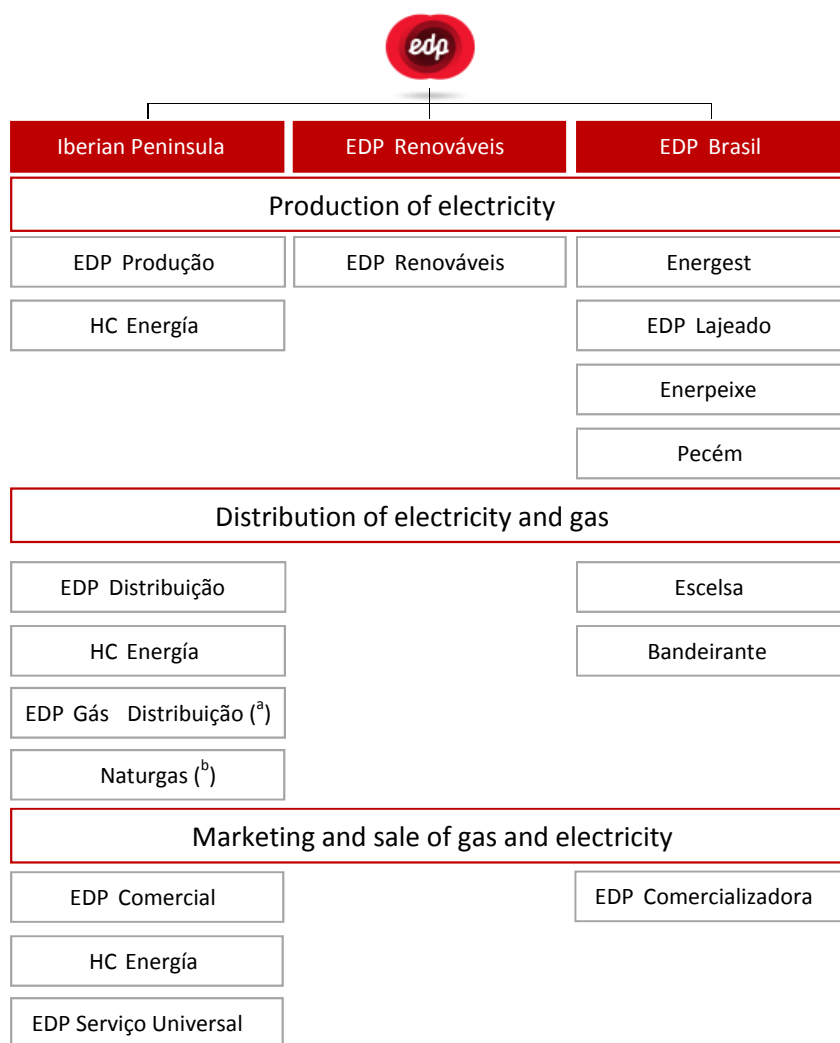 edp
Iberian Peninsula EDP Renováveis EDP Brasil
Production of electricity
EDP Produção EDP Renováveis Energest
HC Energía EDP Lajeado
Enerpeixe
Pecém
Distribution of electricity and gas
EDP Distribuição Escelsa
HC Energía Bandeirante
EDP Gás Distribuição (a)
Naturgas (b)
Marketing and sale of gas and electricity
EDP Comercial EDP Comercializadora
HC Energía
EDP Serviço Universal